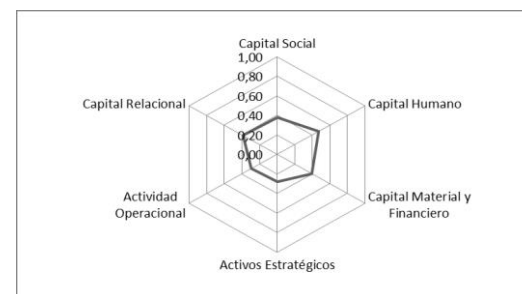 Capital Social
1,00
0,80
Capital Relacional
0,60
Capital Humano
0,40
0,20
0,00
Actividad
Operacional
Capital Material y
Financiero
Activos Estratégicos